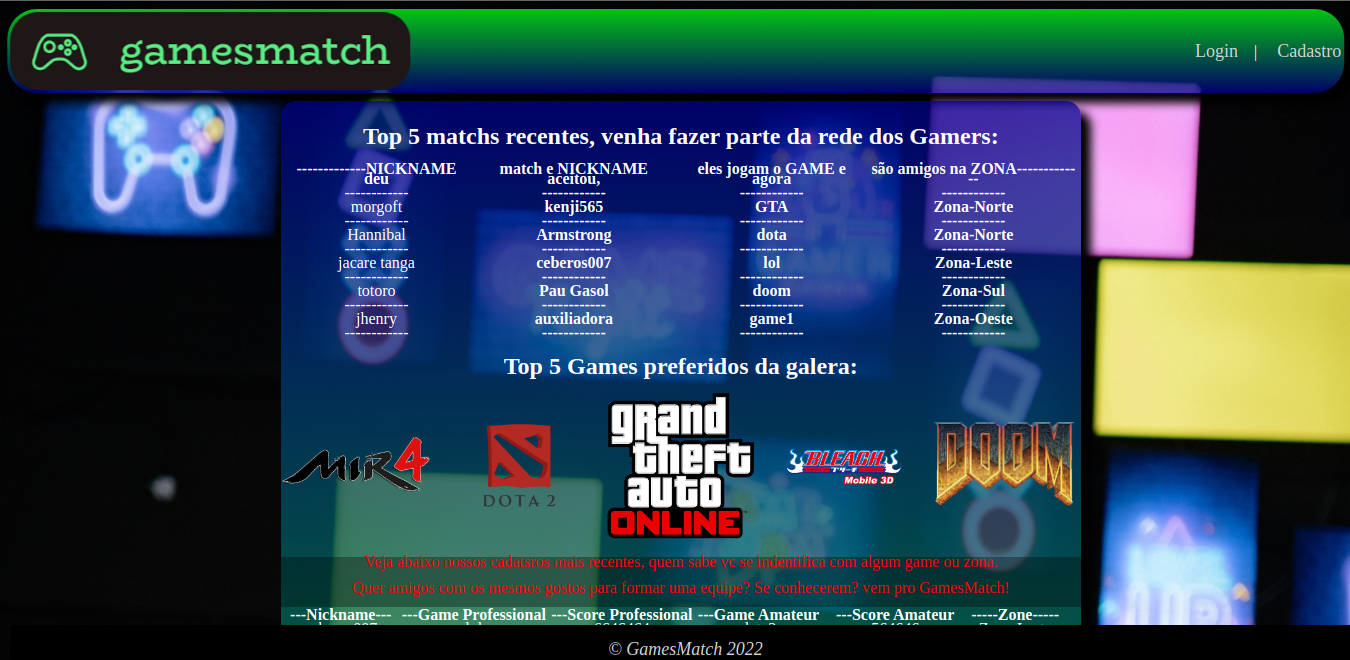 gamesmatch
Login | Cadastro
Top 5 matchs recentes, venha fazer parte da rede dos Gamers:
-------------NICKNAME match e NICKNAME eles jogam o GAME e são amigos na ZONA-----------
deu aceitou, agora --
------------ ------------ ------------ ------------
morgoft kenji565 GTA Zona-Norte
------------ ------------ ------------ ------------
Hannibal Armstrong dota Zona-Norte
------------ ------------ ------------ ------------
jacare tanga ceberos007 lol Zona-Leste
------------ ------------ ------------ ------------
totoro Pau Gasol doom Zona-Sul
------------ ------------ ------------ ------------
jhenry auxiliadora game1 Zona-Oeste
------------ ------------ ------------ ------------
Top 5 Games preferidos da galera:
MIR4
DOTA 2
grand
theft
auto
ONLINE
BLEACH
Mobile 3D
DOOM
Veja abaixo nossos cadacsros mais recentes, quem sabe vc se indentifica com algum game ou zona.
Quer amigos com os mesmos gostos para formar uma equipe? Se conhecerem? vem pro GamesMatch!
---Nickname--- ---Game Professional ---Score Professional ---Game Amateur ---Score Amateur -----Zone-----
© GamesMatch 2022